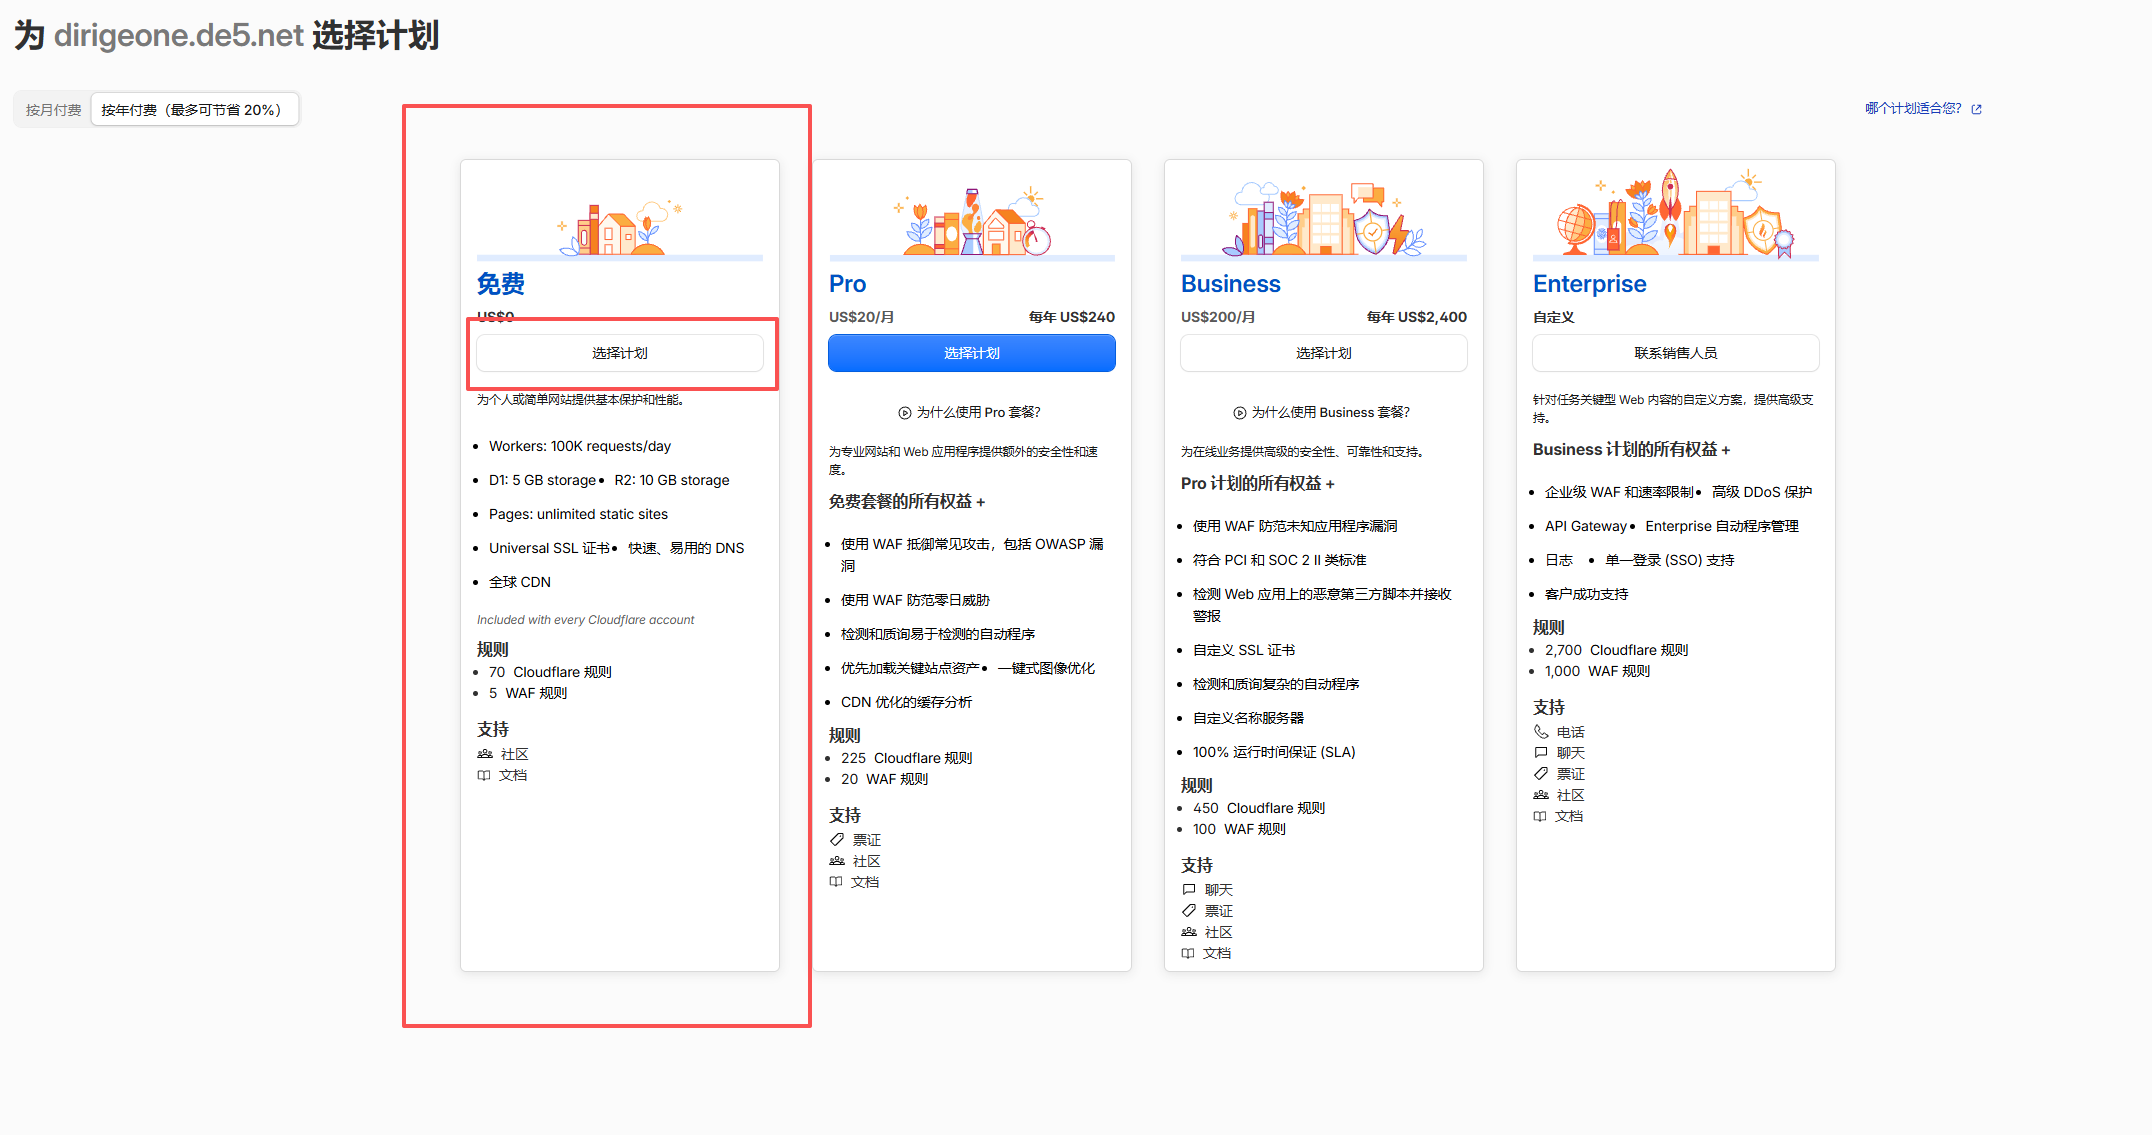 为 dirigeone.de5.net 选择计划
按月付费
按年付费（最多可节省 20%）
哪个计划适合您？
免费
US$0
选择计划
为个人或简单网站提供基本保护和性能。
Workers: 100K requests/day
D1: 5 GB storage
R2: 10 GB storage
Pages: unlimited static sites
Universal SSL 证书
快速、易用的 DNS
全球 CDN
Included with every Cloudflare account
规则
70 Cloudflare 规则
5 WAF 规则
支持
社区
文档
Pro
US$20/月
每年 US$240
选择计划
为什么使用 Pro 套餐？
为专业网站和 Web 应用程序提供额外的安全性和速
度。
免费套餐的所有权益 +
使用 WAF 抵御常见攻击，包括 OWASP 漏
洞
使用 WAF 防范零日威胁
检测和质询易于检测的自动程序
优先加载关键站点资产
一键式图像优化
CDN 优化的缓存分析
规则
225 Cloudflare 规则
20 WAF 规则
支持
票证
社区
文档
Business
US$200/月
每年 US$2,400
选择计划
为什么使用 Business 套餐？
为在线业务提供高级的安全性、可靠性和支持。
Pro 计划的所有权益 +
使用 WAF 防范未知应用程序漏洞
符合 PCI 和 SOC 2 II 类标准
检测 Web 应用上的恶意第三方脚本并接收
警报
自定义 SSL 证书
检测和质询复杂的自动程序
自定义名称服务器
100% 运行时间保证 (SLA)
规则
450 Cloudflare 规则
100 WAF 规则
支持
聊天
票证
社区
文档
Enterprise
自定义
联系销售人员
针对任务关键型 Web 内容的自定义方案，提供高级支
持。
Business 计划的所有权益 +
企业级 WAF 和速率限制
高级 DDoS 保护
API Gateway
Enterprise 自动程序管理
日志
单一登录 (SSO) 支持
客户成功支持
规则
2,700 Cloudflare 规则
1,000 WAF 规则
支持
电话
聊天
票证
社区
文档